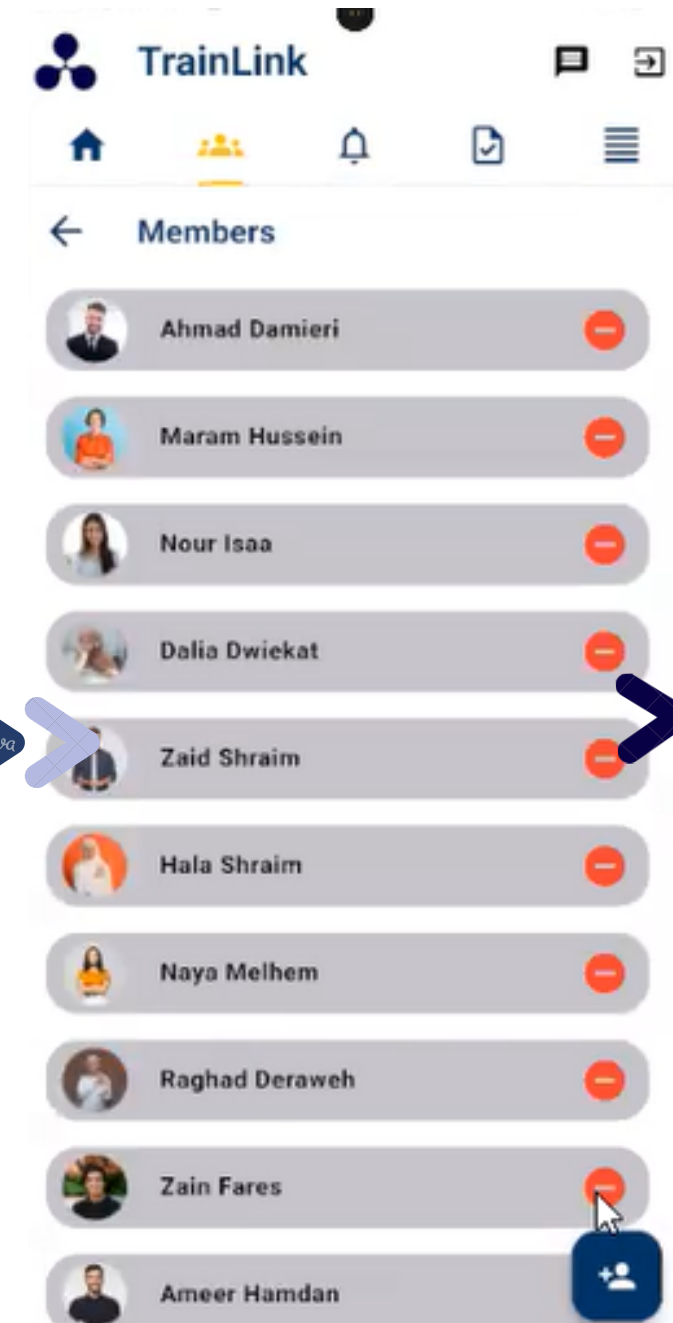 TrainLink
Members
Ahmad Damieri
Maram Hussein
Nour Isaa
Dalia Dwiekat
Zaid Shraim
Hala Shraim
Naya Melhem
Raghad Deraweh
Zain Fares
Ameer Hamdan